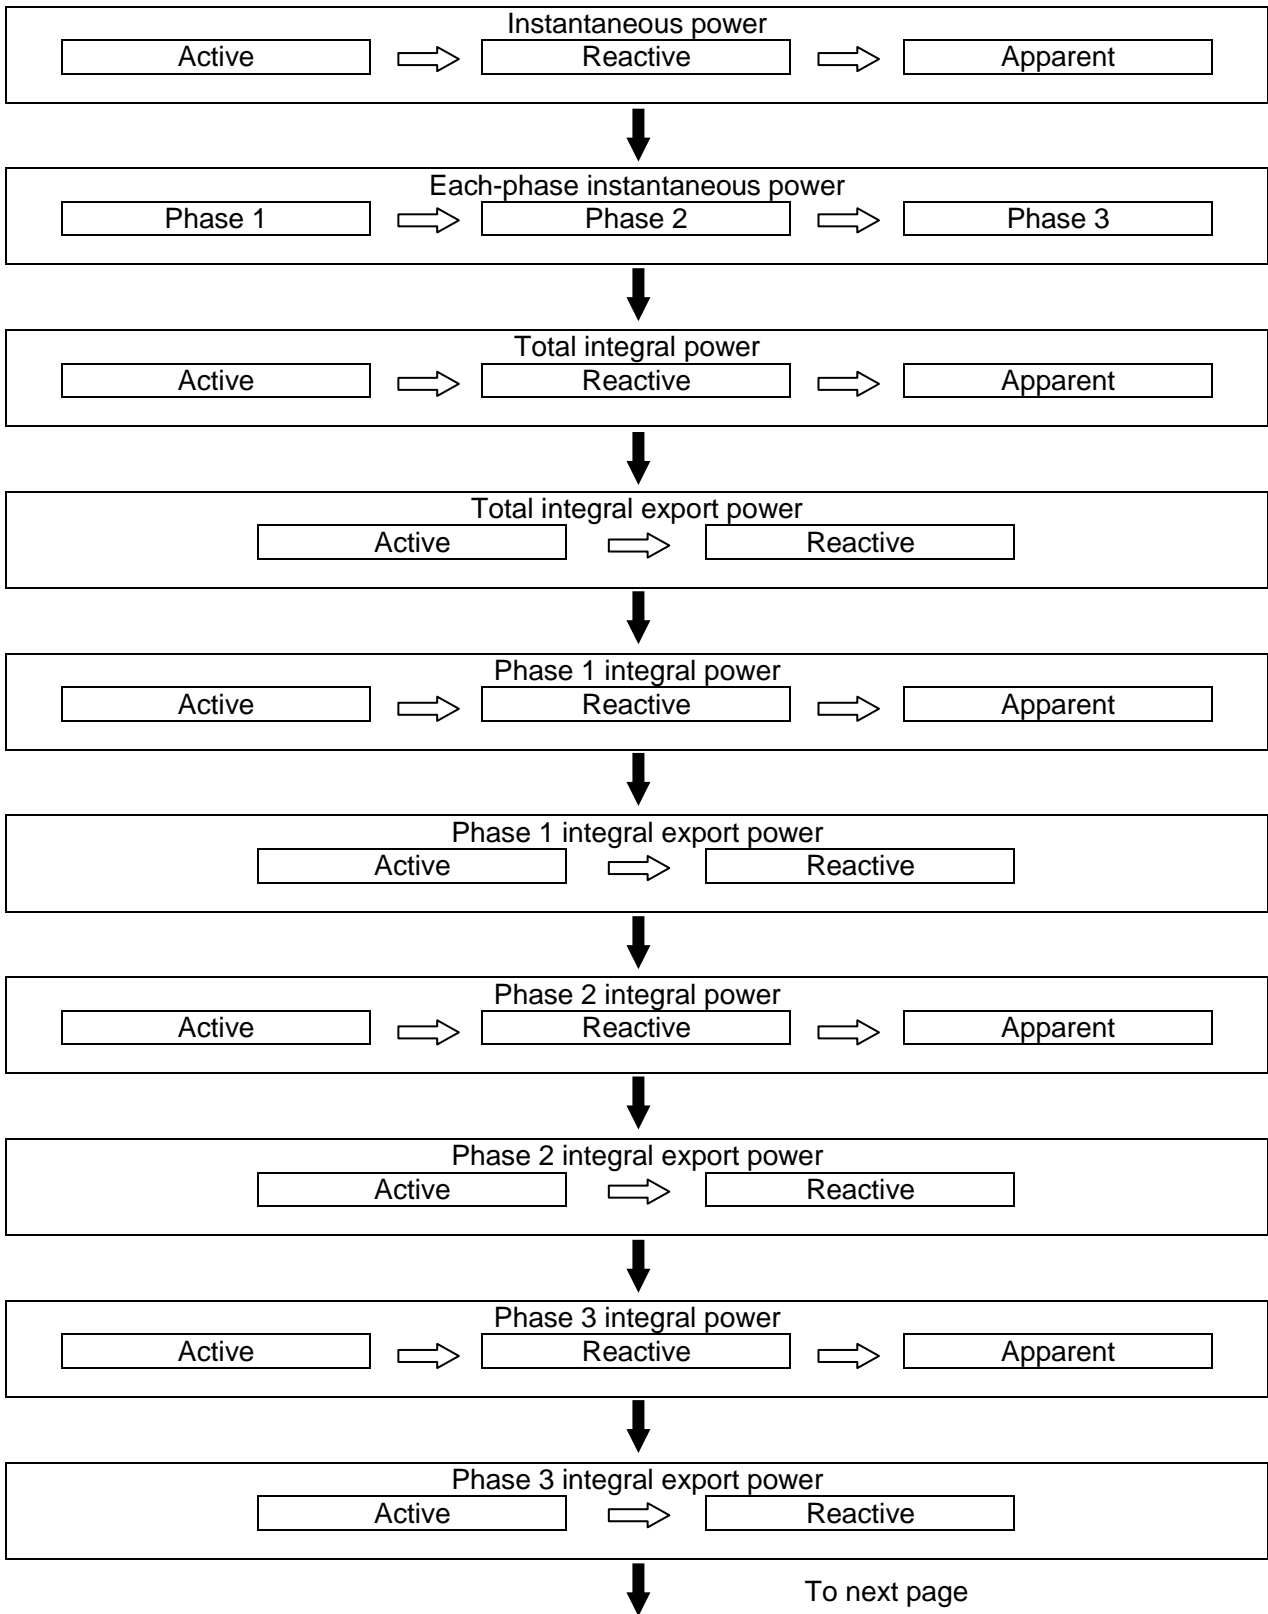 Instantaneous power
Active Reactive Apparent
Each-phase instantaneous power
Phase 1 Phase 2 Phase 3
Total integral power
Active Reactive Apparent
Total integral export power
Active Reactive
Phase 1 integral power
Active Reactive Apparent
Phase 1 integral export power
Active Reactive
Phase 2 integral power
Active Reactive Apparent
Phase 2 integral export power
Active Reactive
Phase 3 integral power
Active Reactive Apparent
Phase 3 integral export power
Active Reactive
To next page